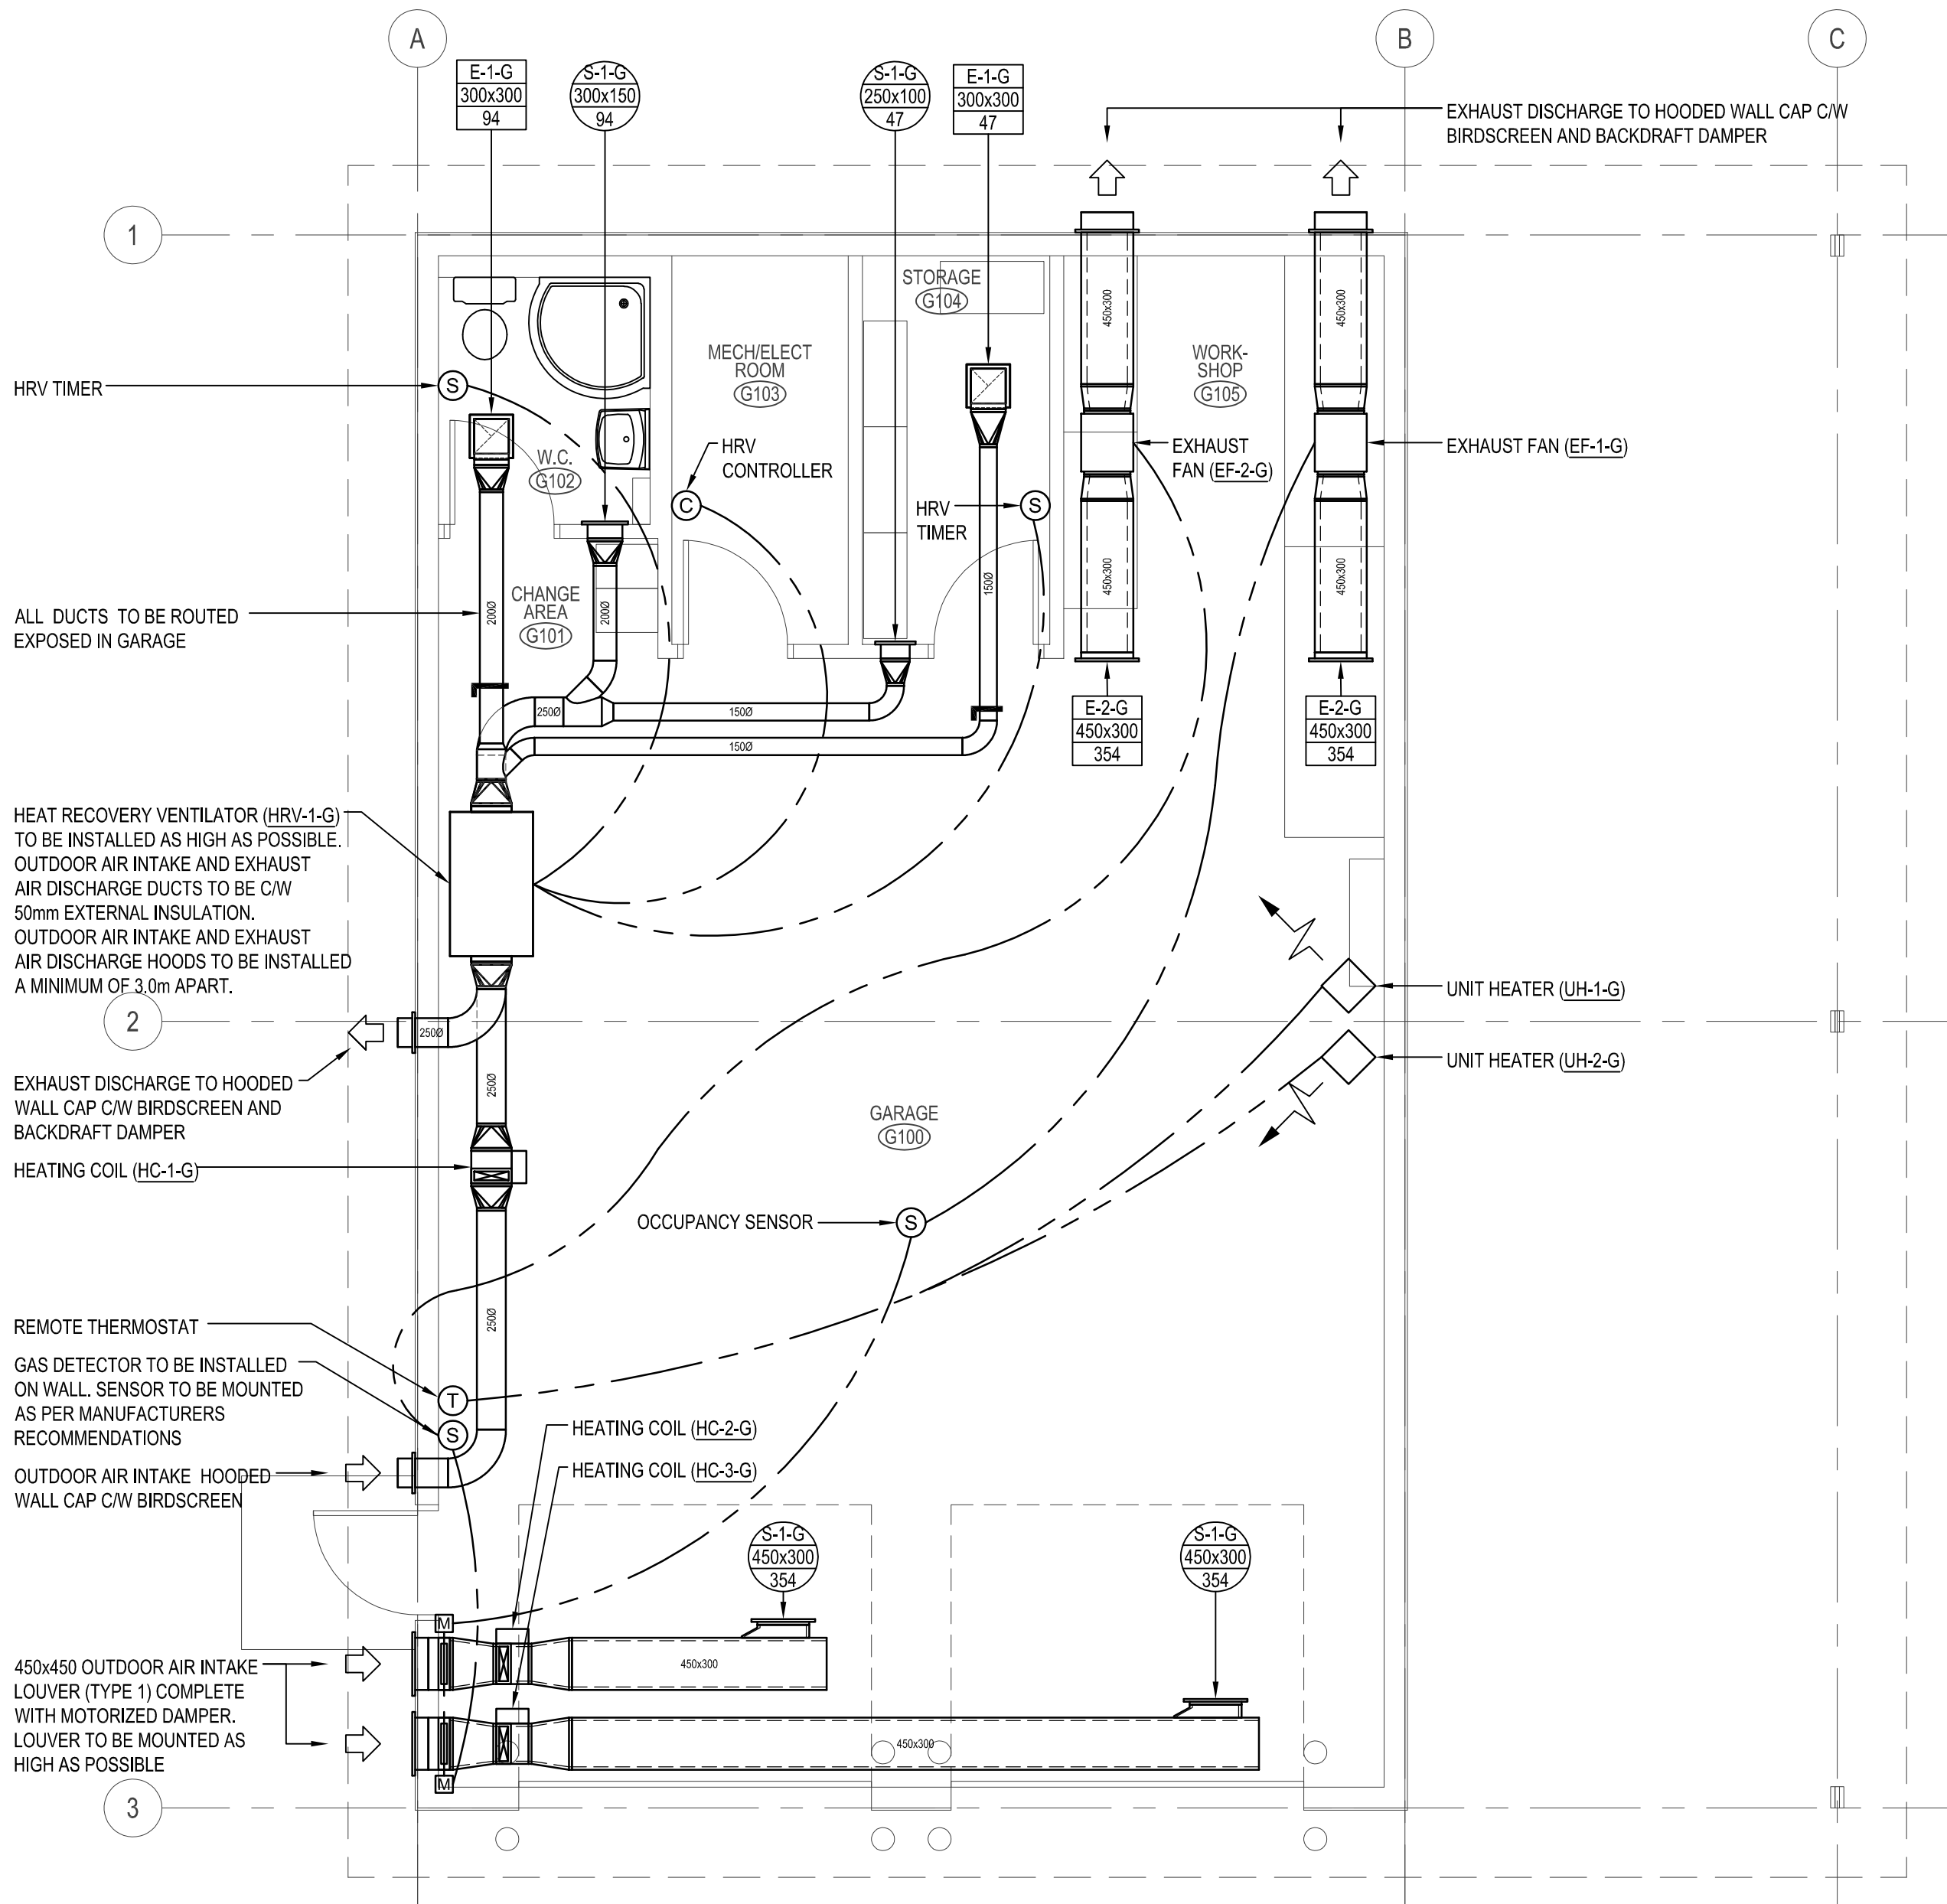 A
B
C
E-1-G
300x300
94
S-1-G
300x150
94
S-1-G
250x100
47
E-1-G
300x300
47
EXHAUST DISCHARGE TO HOODED WALL CAP C/W
BIRDSCREEN AND BACKDRAFT DAMPER
1
STORAGE
G104
450x300
450x300
MECH/ELECT
ROOM
G103
WORK-
SHOP
G105
HRV TIMER
S
HRV
CONTROLLER
C
W.C.
G102
HRV
TIMER
S
EXHAUST
FAN (EF-2-G)
EXHAUST FAN (EF-1-G)
450x300
450x300
CHANGE
AREA
G101
200Ø
200Ø
150Ø
ALL DUCTS TO BE ROUTED
EXPOSED IN GARAGE
250Ø
150Ø
150Ø
E-2-G
450x300
354
E-2-G
450x300
354
HEAT RECOVERY VENTILATOR (HRV-1-G)
TO BE INSTALLED AS HIGH AS POSSIBLE.
OUTDOOR AIR INTAKE AND EXHAUST
AIR DISCHARGE DUCTS TO BE C/W
50mm EXTERNAL INSULATION.
OUTDOOR AIR INTAKE AND EXHAUST
AIR DISCHARGE HOODS TO BE INSTALLED
A MINIMUM OF 3.0m APART.
UNIT HEATER (UH-1-G)
2
250Ø
UNIT HEATER (UH-2-G)
250Ø
EXHAUST DISCHARGE TO HOODED
WALL CAP C/W BIRDSCREEN AND
BACKDRAFT DAMPER
GARAGE
G100
HEATING COIL (HC-1-G)
OCCUPANCY SENSOR
S
250Ø
REMOTE THERMOSTAT
T
GAS DETECTOR TO BE INSTALLED
ON WALL. SENSOR TO BE MOUNTED
AS PER MANUFACTURERS
RECOMMENDATIONS
S
HEATING COIL (HC-2-G)
HEATING COIL (HC-3-G)
OUTDOOR AIR INTAKE HOODED
WALL CAP C/W BIRDSCREEN
S-1-G
450x300
354
S-1-G
450x300
354
M
450x300
450x450 OUTDOOR AIR INTAKE
LOUVER (TYPE 1) COMPLETE
WITH MOTORIZED DAMPER.
LOUVER TO BE MOUNTED AS
HIGH AS POSSIBLE
450x300
M
3